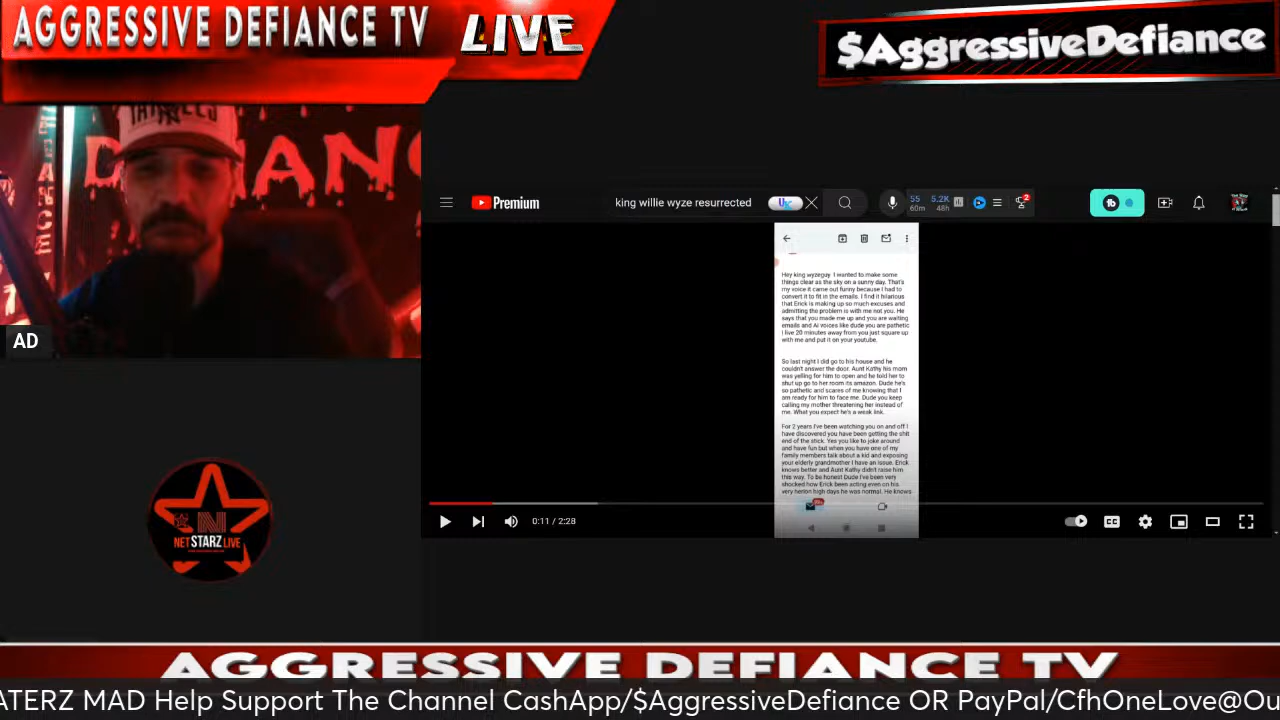 AGGRESSIVE DEFIANCE TV LIVE
$AggressiveDefiance
DEFIANC
AD
Premium
king willie wyze resurrected
55
60m
5.2K
48h
2
Hey king wyzeguy. I wanted to make some
things clear as the sky on a sunny day. That's
my voice it came out funny because I had to
convert it to fit in the emails. I find it hilarious
that Erick is making up so much excuses and
admitting the problem is with me not you. He
says that you made me up and you are waiting
emails and Ai voices like dude you are pathetic
I live 20 minutes away from you just square up
with me and put it on your youtube.
So last night I did go to his house and he
couldn't answer the door. Aunt Kathy his mom
was yelling for him to open and he told her to
shut up go to her room its amazon. Dude he's
so pathetic and scares of me knowing that I
am ready for him to face me. Dude you keep
calling my mother threatening her instead of
me. What you expect he's a weak link.
For 2 years I've been watching you on and off I
have discovered you have been getting the shit
end of the stick. Yes you like to joke around
and have fun but when you have one of my
family members talk about a kid and exposing
your elderly grandmother I have an issue. Erick
knows better and Aunt Kathy didn't raise him
this way. To be honest Dude I've been very
shocked how Erick been acting even on his
very herion high days he was normal. He knows
0:11 / 2:28
CC
N
NETSTARZ LIVE
AGGRESSIVE DEFIANCE TV
ATERZ MAD Help Support The Channel CashApp/$AggressiveDefiance OR PayPal/CfhOneLove@Ou